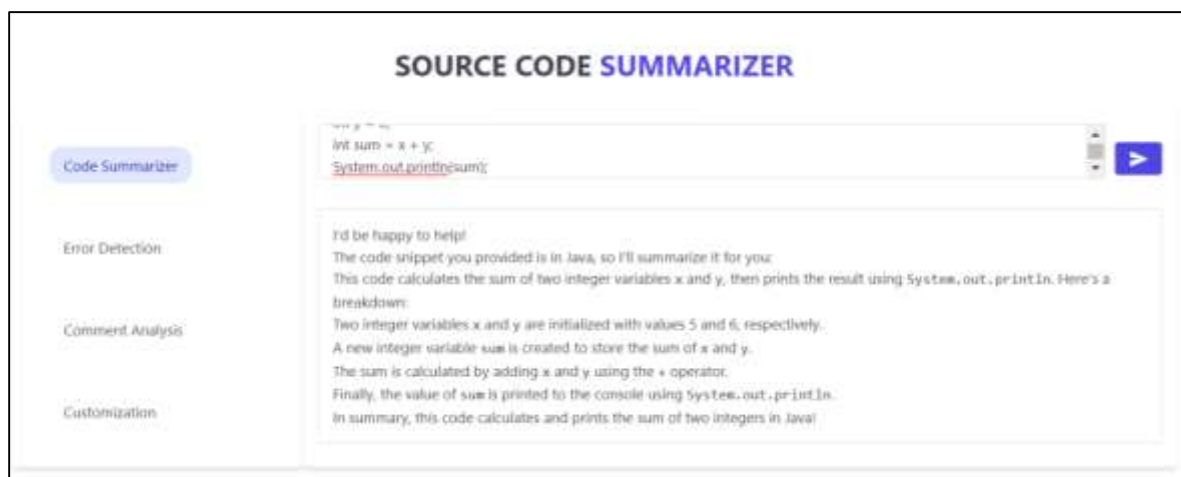 SOURCE CODE SUMMARIZER
int sum = x + y;
System.out.println(sum);
Code Summarizer
Error Detection
Comment Analysis
Customization
I'd be happy to help!
The code snippet you provided is in Java, so I'll summarize it for you:
This code calculates the sum of two integer variables x and y, then prints the result using System.out.println. Here's a
breakdown:
Two integer variables x and y are initialized with values 5 and 6, respectively.
A new integer variable sum is created to store the sum of x and y.
The sum is calculated by adding x and y using the + operator.
Finally, the value of sum is printed to the console using System.out.println.
In summary, this code calculates and prints the sum of two integers in Java!